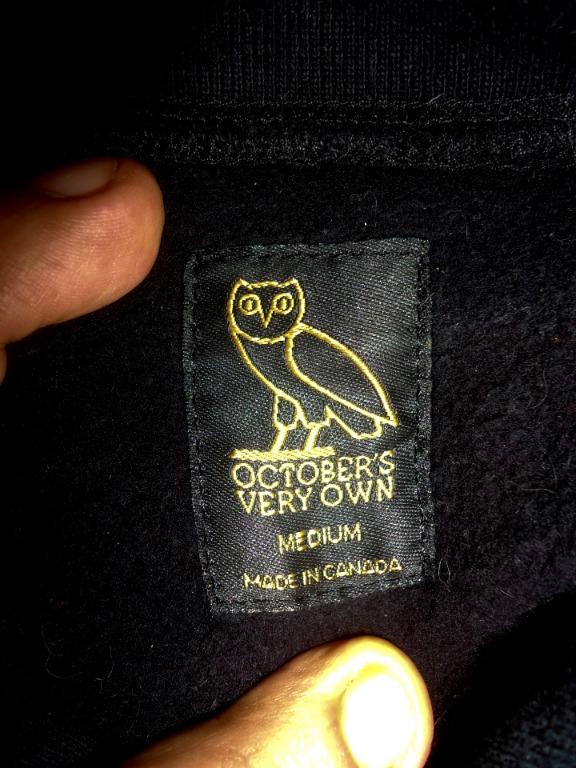 OCTOBER'S
VERY OWN
MEDIUM
MADE IN CANADA